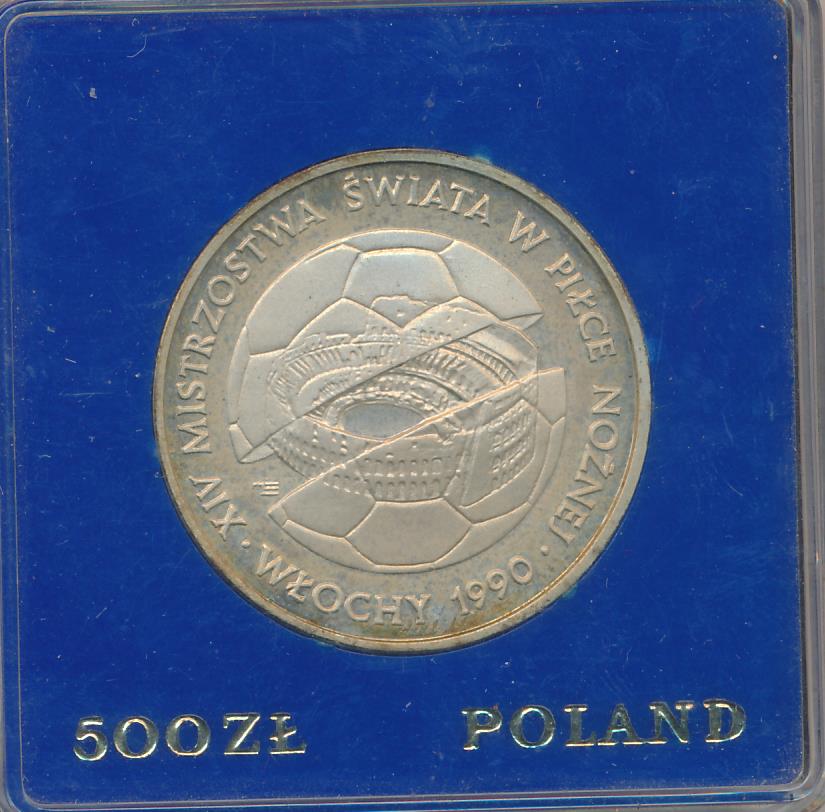 XIV MISTRZOSTWA ŚWIATA W PIŁCE NOŻNEJ
· WŁOCHY 1990 ·
500 ZŁ POLAND